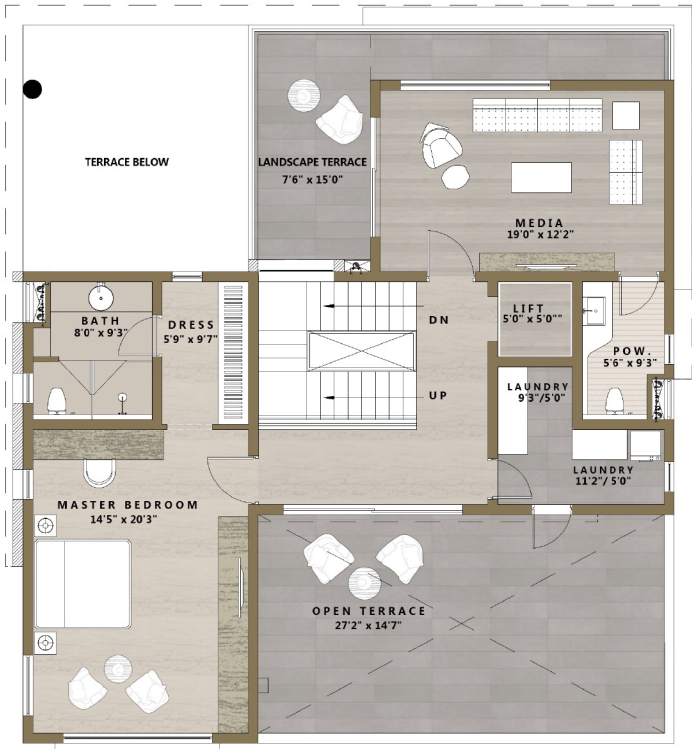 TERRACE BELOW
LANDSCAPE TERRACE
7'6" x 15'0"
MEDIA
19'0" x 12'2"
BATH
8'0" x 9'3"
DRESS
5'9" x 9'7"
DN
UP
LIFT
5'0" x 5'0""
POW.
5'6" x 9'3"
LAUNDRY
9'3"/5'0"
LAUNDRY
11'2"/ 5'0"
MASTER BEDROOM
14'5" x 20'3"
OPEN TERRACE
27'2" x 14'7"